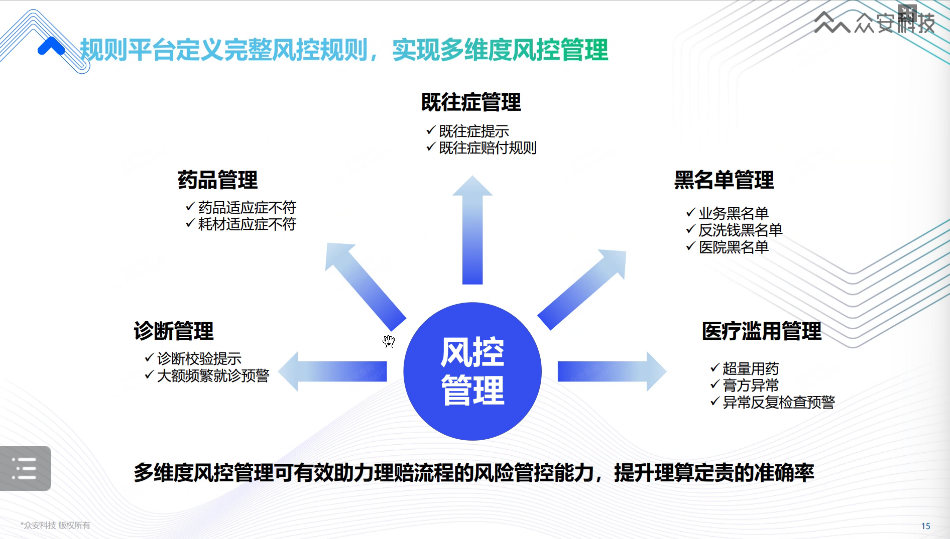 众安科技
规则平台定义完整风控规则，实现多维度风控管理
既往症管理
✓ 既往症提示
✓ 既往症赔付规则
药品管理
✓ 药品适应症不符
✓ 耗材适应症不符
黑名单管理
✓ 业务黑名单
✓ 反洗钱黑名单
✓ 医院黑名单
诊断管理
✓ 诊断校验提示
✓ 大额频繁就诊预警
风控
管理
医疗滥用管理
✓ 超量用药
✓ 膏方异常
✓ 异常反复检查预警
多维度风控管理可有效助力理赔流程的风险管控能力，提升理算定责的准确率
*众安科技 版权所有
15